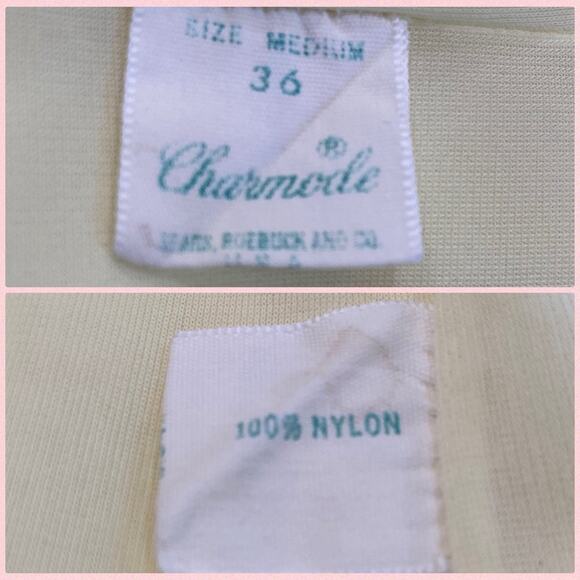 SIZE MEDIUM
36
Charmode ®
SEARS, ROEBUCK AND CO.
U.S.A
100% NYLON